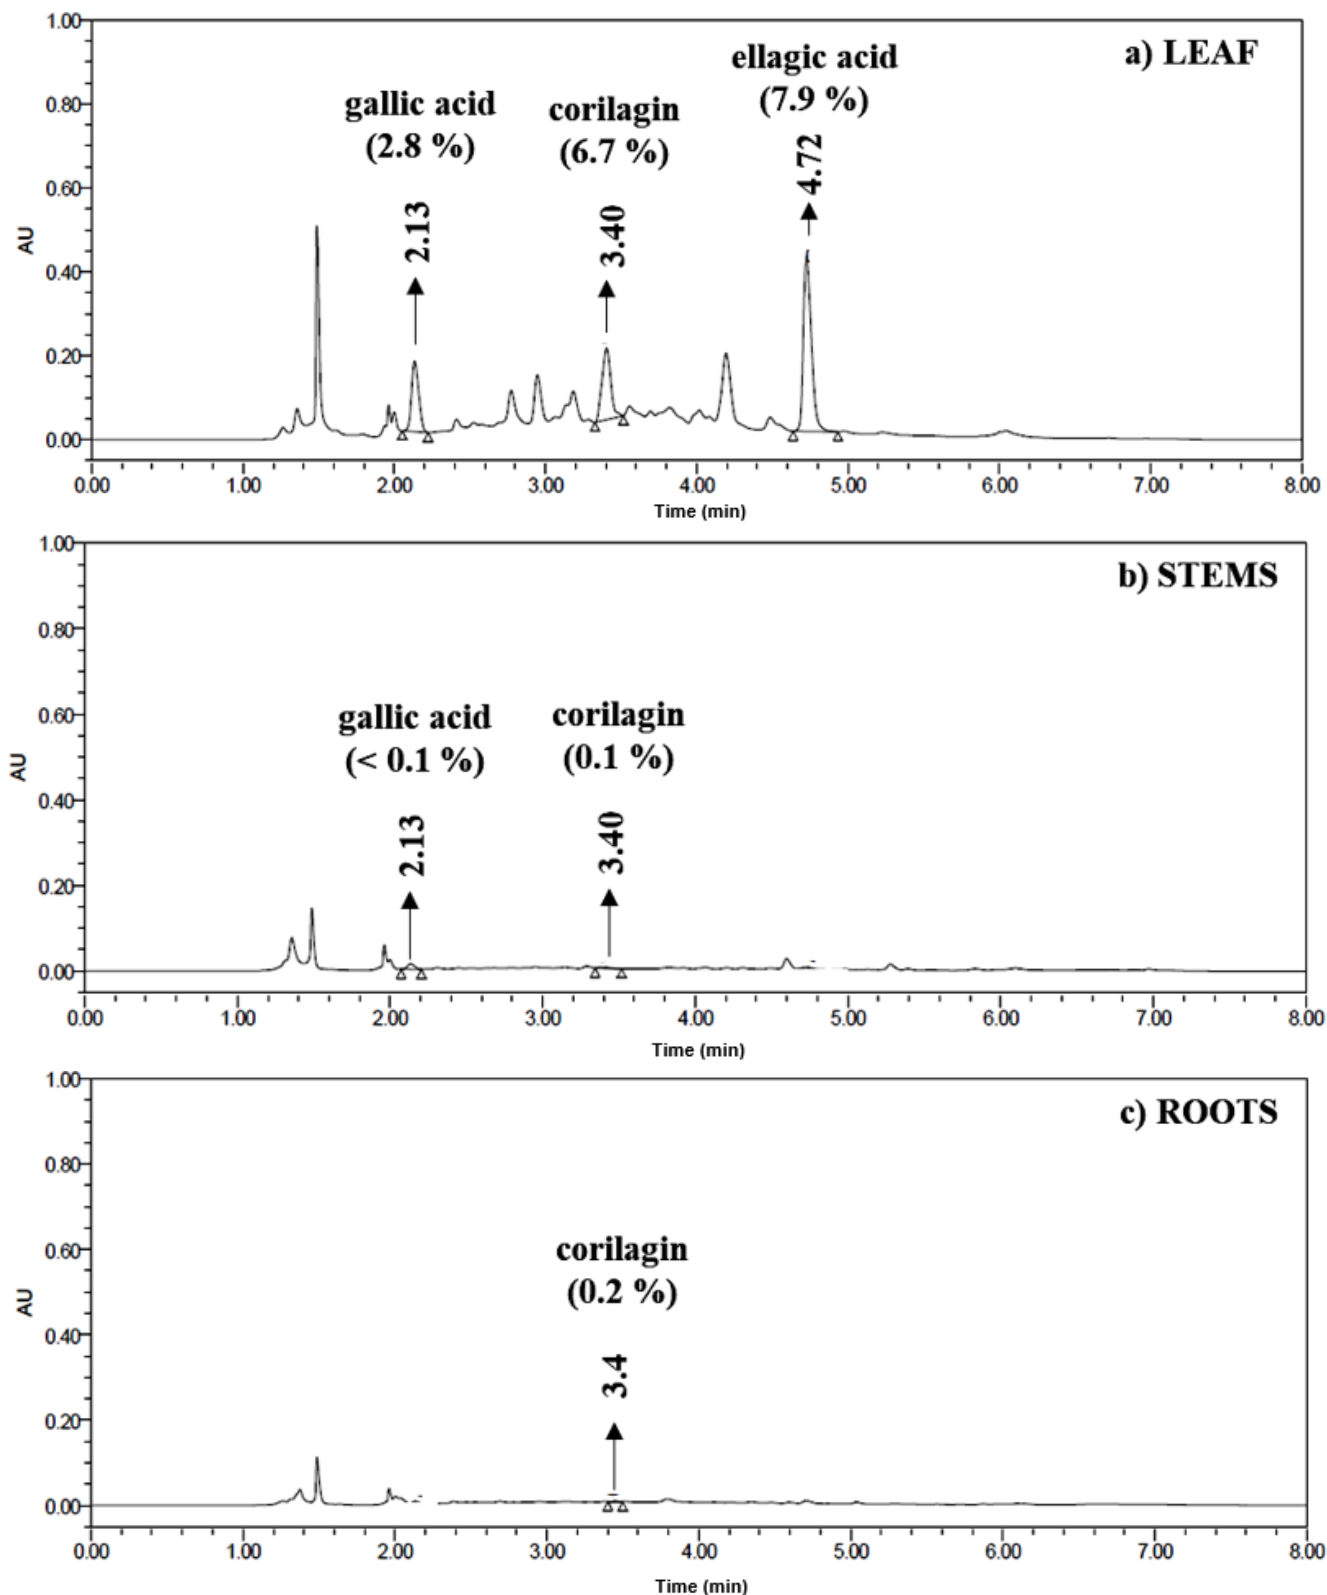 a) LEAF
ellagic acid
(7.9 %)
gallic acid
(2.8 %)
corilagin
(6.7 %)
2.13
3.40
4.72
AU
1.00
0.80
0.60
0.40
0.20
0.00
0.00 1.00 2.00 3.00 4.00 5.00 6.00 7.00 8.00
Time (min)
b) STEMS
gallic acid
(< 0.1 %)
corilagin
(0.1 %)
2.13
3.40
AU
1.00
0.80
0.60
0.40
0.20
0.00
0.00 1.00 2.00 3.00 4.00 5.00 6.00 7.00 8.00
Time (min)
c) ROOTS
corilagin
(0.2 %)
3.4
AU
1.00
0.80
0.60
0.40
0.20
0.00
0.00 1.00 2.00 3.00 4.00 5.00 6.00 7.00 8.00
Time (min)